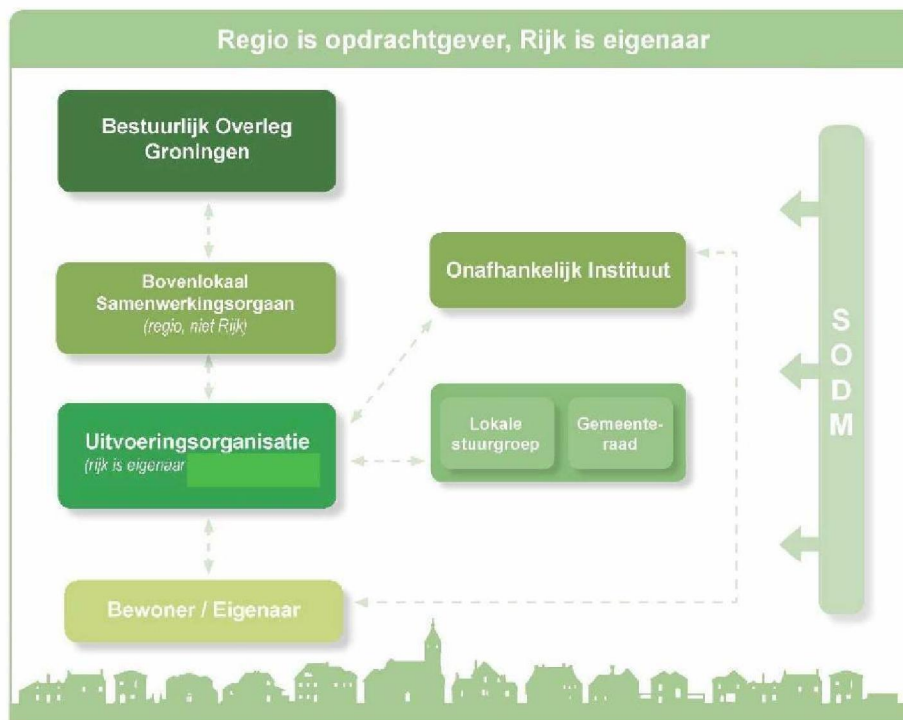 Regio is opdrachtgever, Rijk is eigenaar
Bestuurlijk Overleg
Groningen
Bovenlokaal
Samenwerkingsorgaan
(regio, niet Rijk)
Onafhankelijk Instituut
Uitvoeringsorganisatie
(rijk is eigenaar
Lokale
stuurgroep
Gemeente-
raad
Bewoner / Eigenaar
S
O
D
M